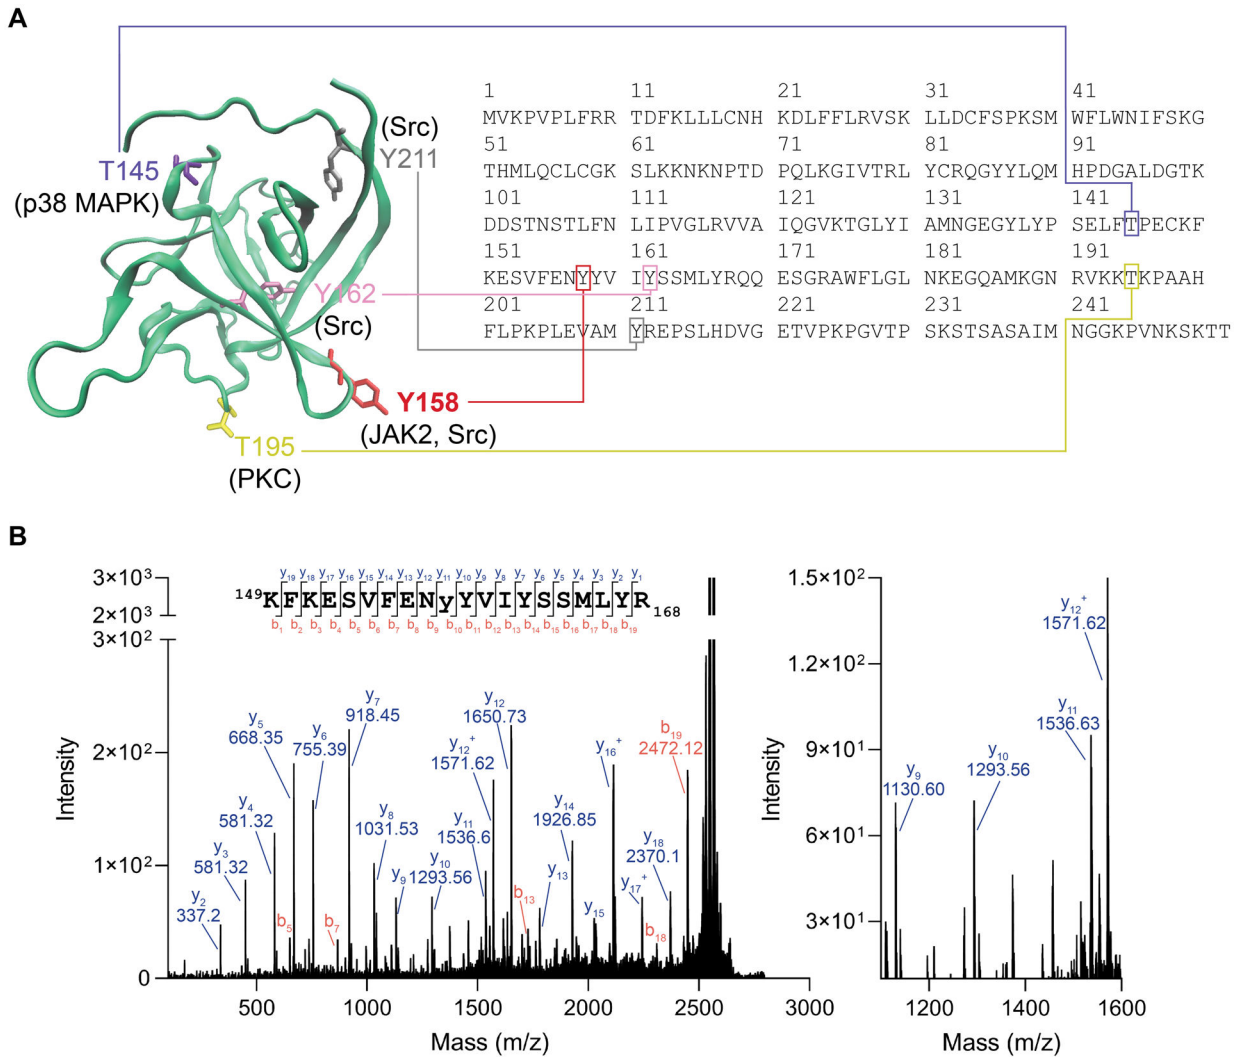 A
T145
(p38 MAPK)
(Src)
Y211
Y162
(Src)
Y158
(JAK2, Src)
T195
(PKC)
1 11 21 31 41
MVKPVPLFRR TDFKLLLCNH KDLFFLRVSK LLDCFSPKSM WFLWNIFSKG
51 61 71 81 91
THMLQCLCGK SLKKNKNPTD PQLKGIVTRL YCRQGYYLQM HPDGALDGTK
101 111 121 131 141
DDSTNSTLFN LIPVGLRVVA IQGVKTGLYI AMNGEGYLYP SELFTPECKF
151 161 171 181 191
KESVFENYYV IYSSMLYRQQ ESGRAWFLGL NKEGQAMKGN RVKKTKPAAH
201 211 221 231 241
FLPKPLEVAM YREPSLHDVG ETVPKPGVTP SKSTSASAIM NGGKPVNKSKTT
B
y₁₉ y₁₈ y₁₇ y₁₆ y₁₅ y₁₄ y₁₃ y₁₂ y₁₁ y₁₀ y₉ y₈ y₇ y₆ y₅ y₄ y₃ y₂ y₁
149 KFKESVFENyYVIYSSMLYR 168
b₁ b₂ b₃ b₄ b₅ b₆ b₇ b₈ b₉ b₁₀ b₁₁ b₁₂ b₁₃ b₁₄ b₁₅ b₁₆ b₁₇ b₁₈ b₁₉
3×10³
2×10³
3×10²
2×10²
1×10²
0
Intensity
y₂
337.2
y₃
581.32
y₄
581.32
y₅
668.35
b₅
y₆
755.39
b₇
y₇
918.45
y₈
1031.53
y₉
y₁₀
1293.56
y₁₁
1536.6
y₁₂⁺
1571.62
y₁₂
1650.73
b₁₃
y₁₃
y₁₄
1926.85
y₁₅
y₁₆⁺
y₁₇⁺
b₁₈
y₁₈
2370.1
b₁₉
2472.12
500 1000 1500 2000 2500 3000
Mass (m/z)
1.5×10²
1.2×10²
9×10¹
6×10¹
3×10¹
Intensity
y₉
1130.60
y₁₀
1293.56
y₁₁
1536.63
y₁₂⁺
1571.62
1200 1400 1600
Mass (m/z)